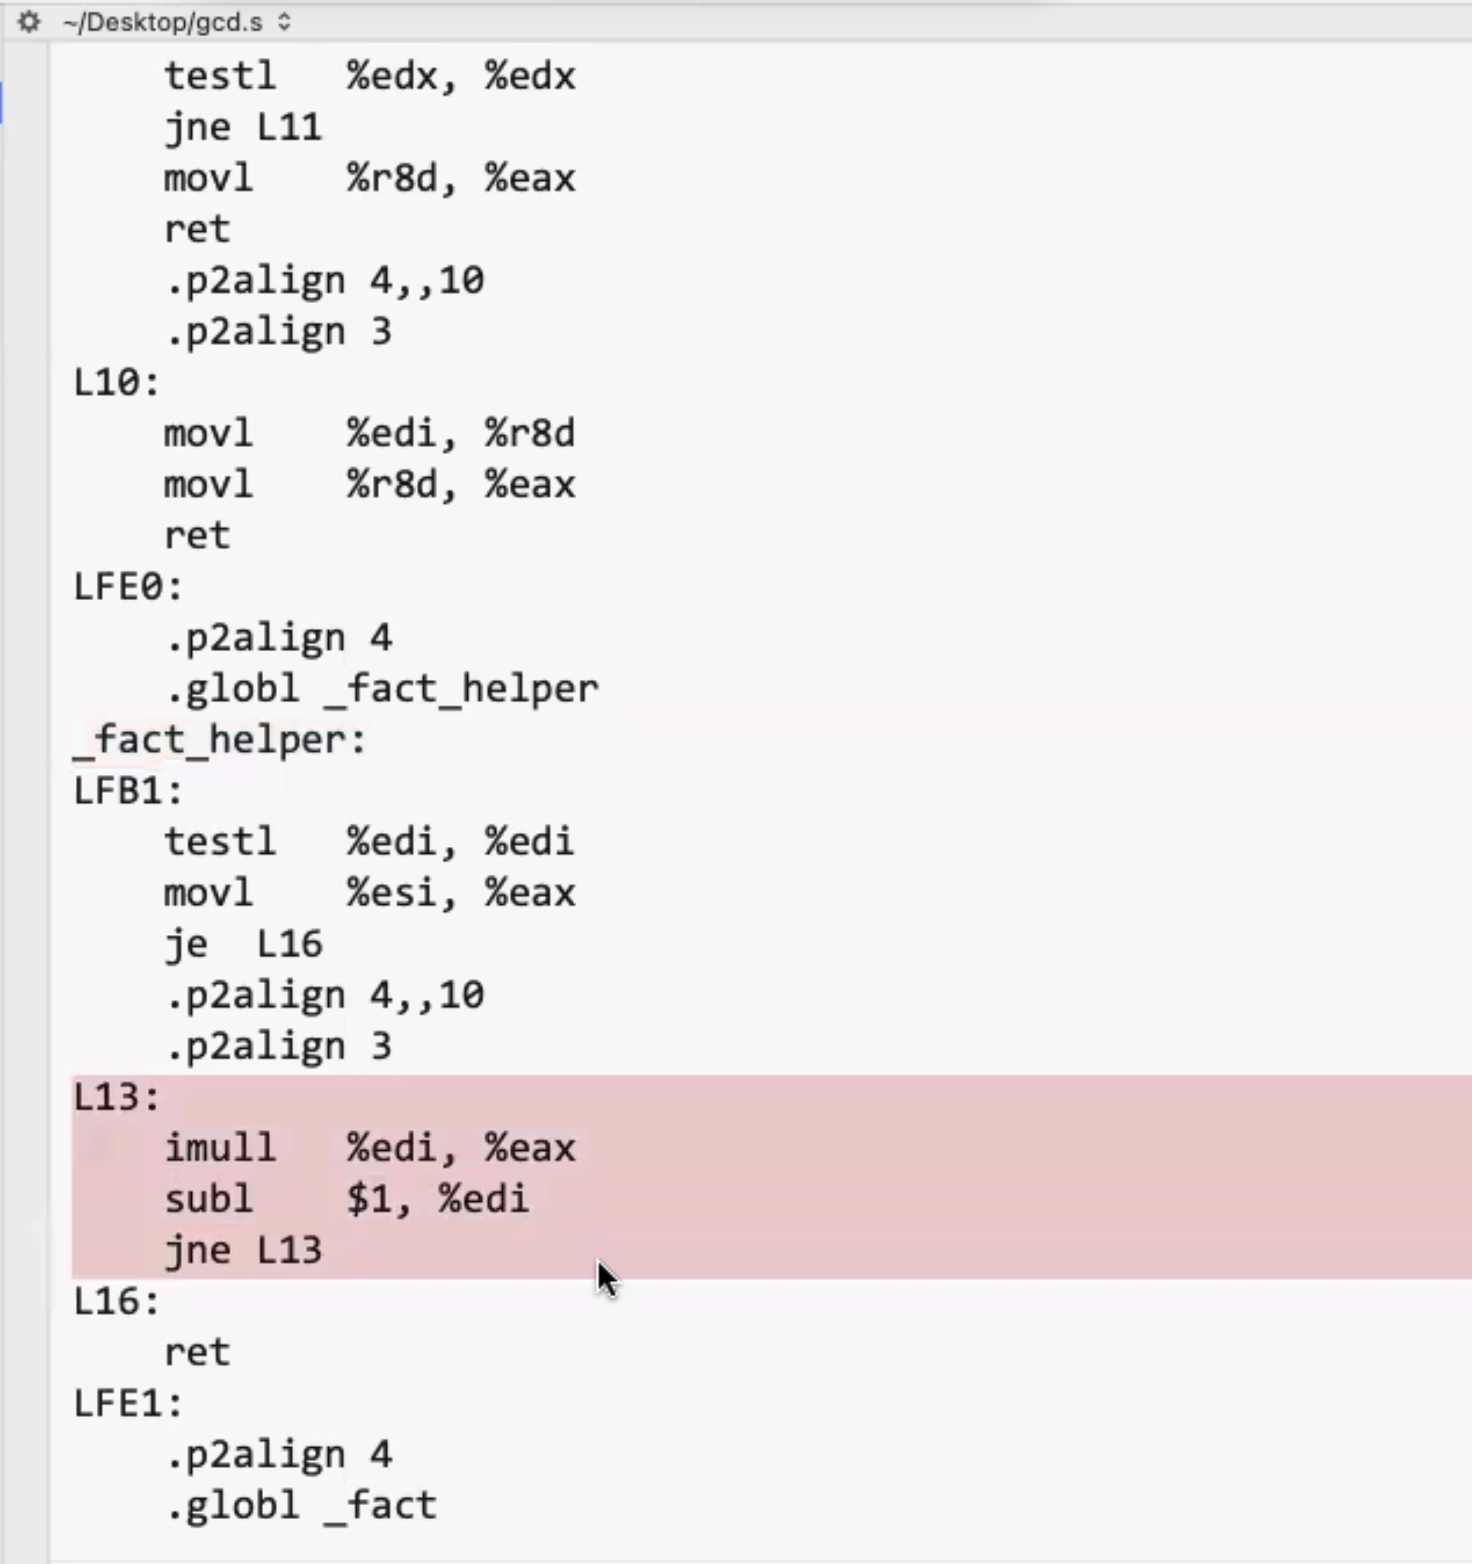 ~/Desktop/gcd.s
testl %edx, %edx
jne L11
movl %r8d, %eax
ret
.p2align 4,,10
.p2align 3
L10:
movl %edi, %r8d
movl %r8d, %eax
ret
LFE0:
.p2align 4
.globl _fact_helper
_fact_helper:
LFB1:
testl %edi, %edi
movl %esi, %eax
je L16
.p2align 4,,10
.p2align 3
L13:
imull %edi, %eax
subl $1, %edi
jne L13
L16:
ret
LFE1:
.p2align 4
.globl _fact